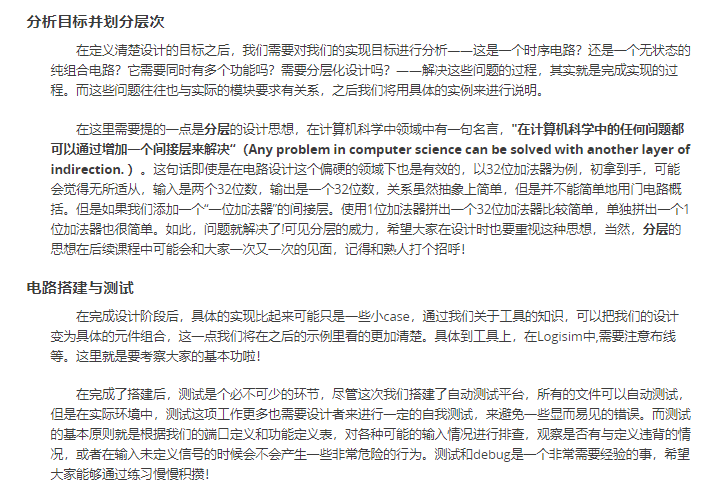 分析目标并划分层次
在定义清楚设计的目标之后，我们需要对我们的实现目标进行分析——这是一个时序电路？还是一个无状态的
纯组合电路？它需要同时有多个功能吗？需要分层化设计吗？——解决这些问题的过程，其实就是完成实现的过
程。而这些问题往往也与实际的模块要求有关系，之后我们将用具体的实例来进行说明。
在这里需要提的一点是分层的设计思想，在计算机科学中领域中有一句名言，"在计算机科学中的任何问题都
可以通过增加一个间接层来解决"（Any problem in computer science can be solved with another layer of
indirection. ）。这句话即使是在电路设计这个偏硬的领域下也是有效的，以32位加法器为例，初拿到手，可能
会觉得无所适从，输入是两个32位数，输出是一个32位数，关系虽然抽象上简单，但是并不能简单地用门电路概
括。但是如果我们添加一个“一位加法器”的间接层。使用1位加法器拼出一个32位加法器比较简单，单独拼出一个1
位加法器也很简单。如此，问题就解决了!可见分层的威力，希望大家在设计时也要重视这种思想，当然，分层的
思想在后续课程中可能会和大家一次又一次的见面，记得和熟人打个招呼！
电路搭建与测试
在完成设计阶段后，具体的实现比起来可能只是一些小case，通过我们关于工具的知识，可以把我们的设计
变为具体的元件组合，这一点我们将在之后的示例里看的更加清楚。具体到工具上，在Logisim中,需要注意布线
等。这里就是要考察大家的基本功啦！
在完成了搭建后，测试是个必不可少的环节，尽管这次我们搭建了自动测试平台，所有的文件可以自动测试，
但是在实际环境中，测试这项工作更多也需要设计者来进行一定的自我测试，来避免一些显而易见的错误。而测试
的基本原则就是根据我们的端口定义和功能定义表，对各种可能的输入情况进行排查，观察是否有与定义违背的情
况，或者在输入未定义信号的时候会不会产生一些非常危险的行为。测试和debug是一个非常需要经验的事，希望
大家能够通过练习慢慢积攒！